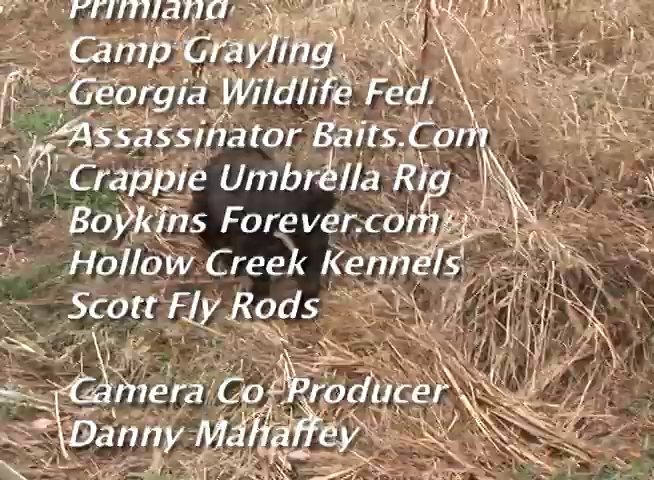 Primland
Camp Grayling
Georgia Wildlife Fed.
Assassinator Baits.Com
Crappie Umbrella Rig
Boykins Forever.com
Hollow Creek Kennels
Scott Fly Rods
Camera Co-Producer
Danny Mahaffey